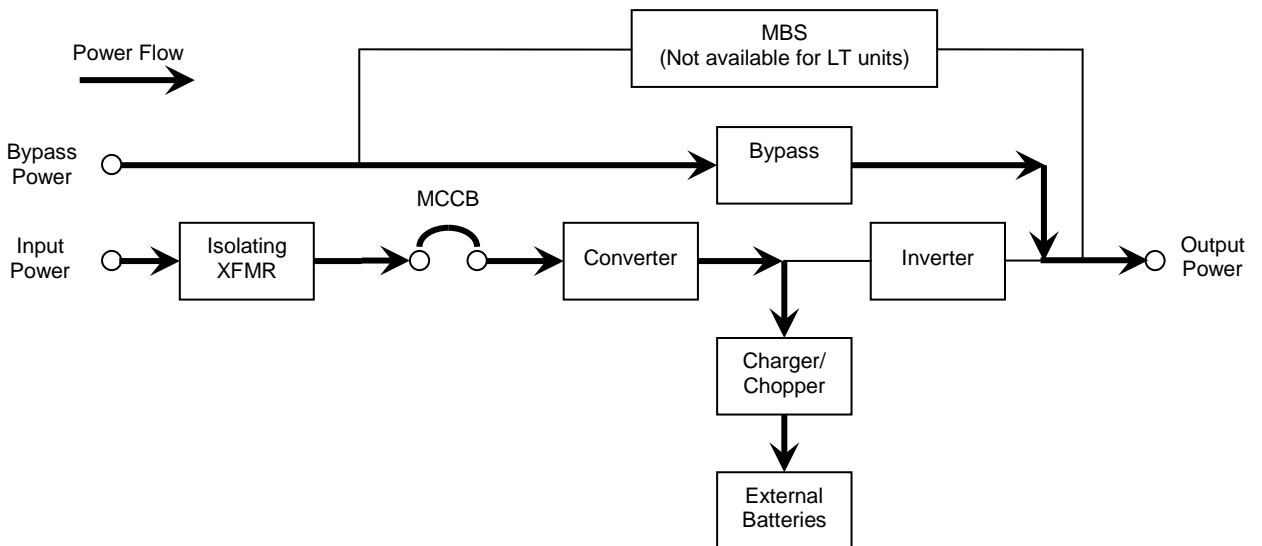 MBS
(Not available for LT units)
Power Flow
Bypass
Power
Bypass
MCCB
Input
Power
Isolating
XFMR
Converter
Inverter
Output
Power
Charger/
Chopper
External
Batteries